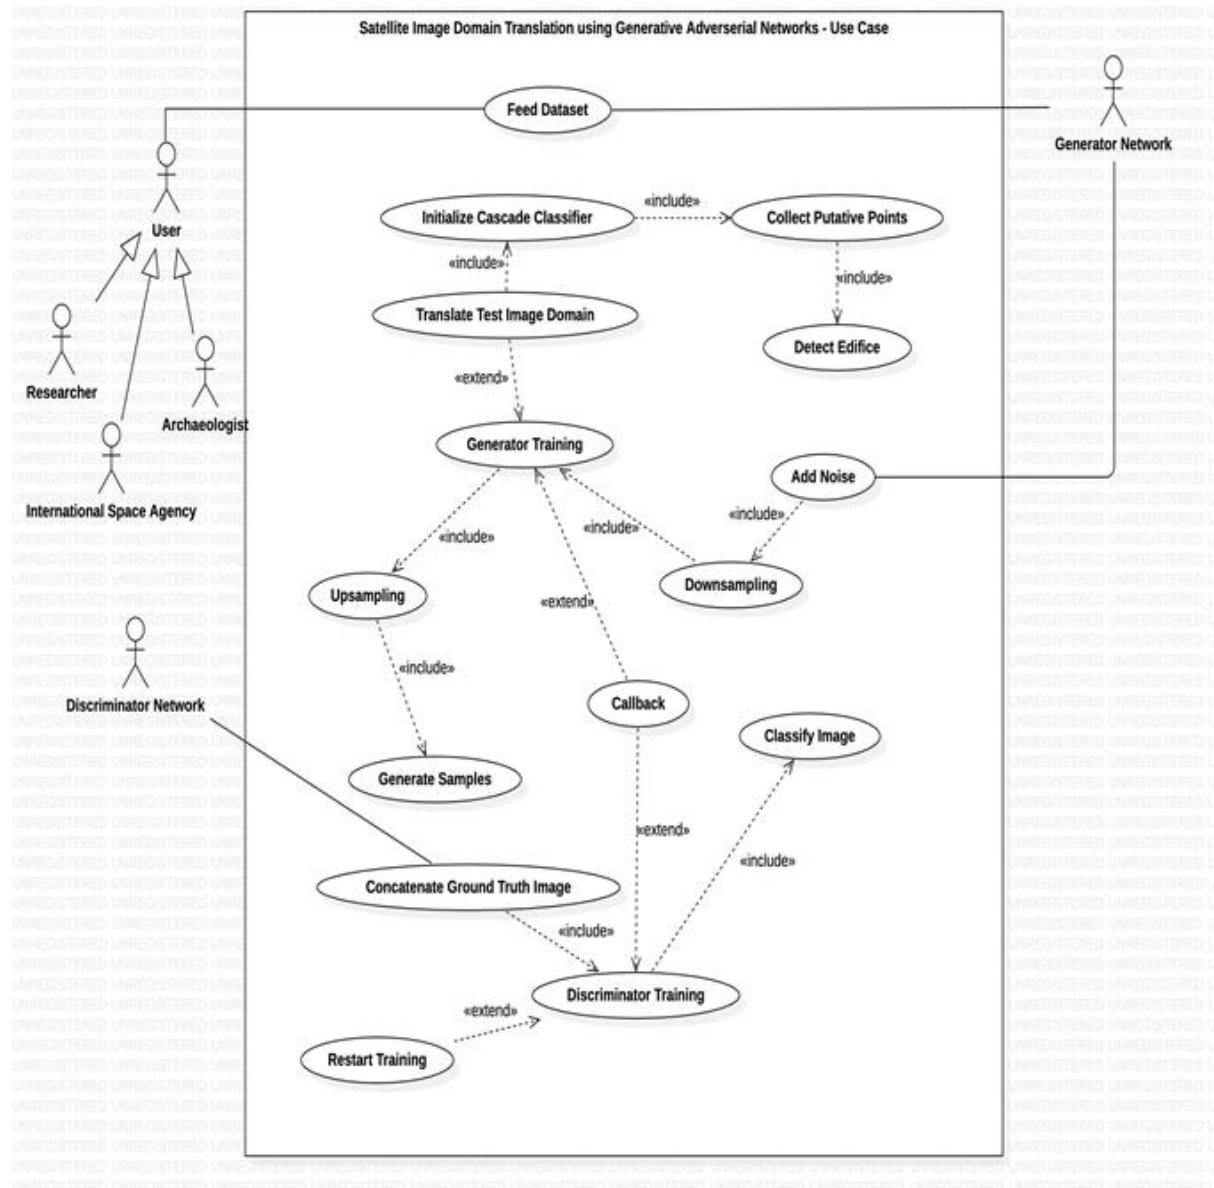 Satellite Image Domain Translation using Generative Adverserial Networks - Use Case
Feed Dataset
Generator Network
User
Initialize Cascade Classifier
«include»
Collect Putative Points
«include»
«include»
Translate Test Image Domain
Detect Edifice
Researcher
Archaeologist
International Space Agency
«extend»
Generator Training
Add Noise
«include»
«include»
«include»
Upsampling
Downsampling
«extend»
«include»
Discriminator Network
Callback
Classify Image
Generate Samples
«extend»
«include»
Concatenate Ground Truth Image
«include»
Discriminator Training
«extend»
Restart Training
UNREGISTERED